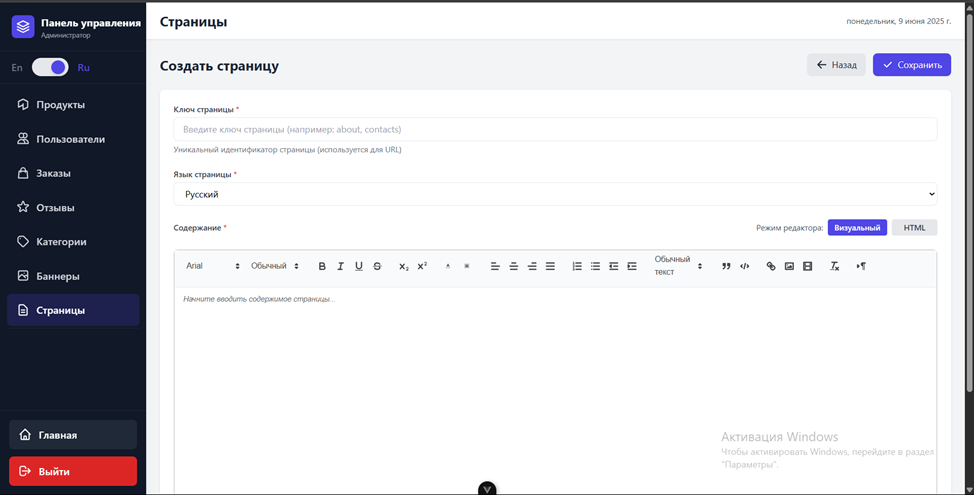 Панель управления
Администратор
En Ru
Продукты
Пользователи
Заказы
Отзывы
Категории
Баннеры
Страницы
Главная
Выйти
Страницы
понедельник, 9 июня 2025 г.
Создать страницу
Назад
Сохранить
Ключ страницы *
Введите ключ страницы (например: about, contacts)
Уникальный идентификатор страницы (используется для URL)
Язык страницы *
Русский
Содержание *
Режим редактора: Визуальный HTML
Arial Обычный B I U S x₂ x² Обычный
текст
Начните вводить содержимое страницы...
Активация Windows
Чтобы активировать Windows, перейдите в раздел
"Параметры".